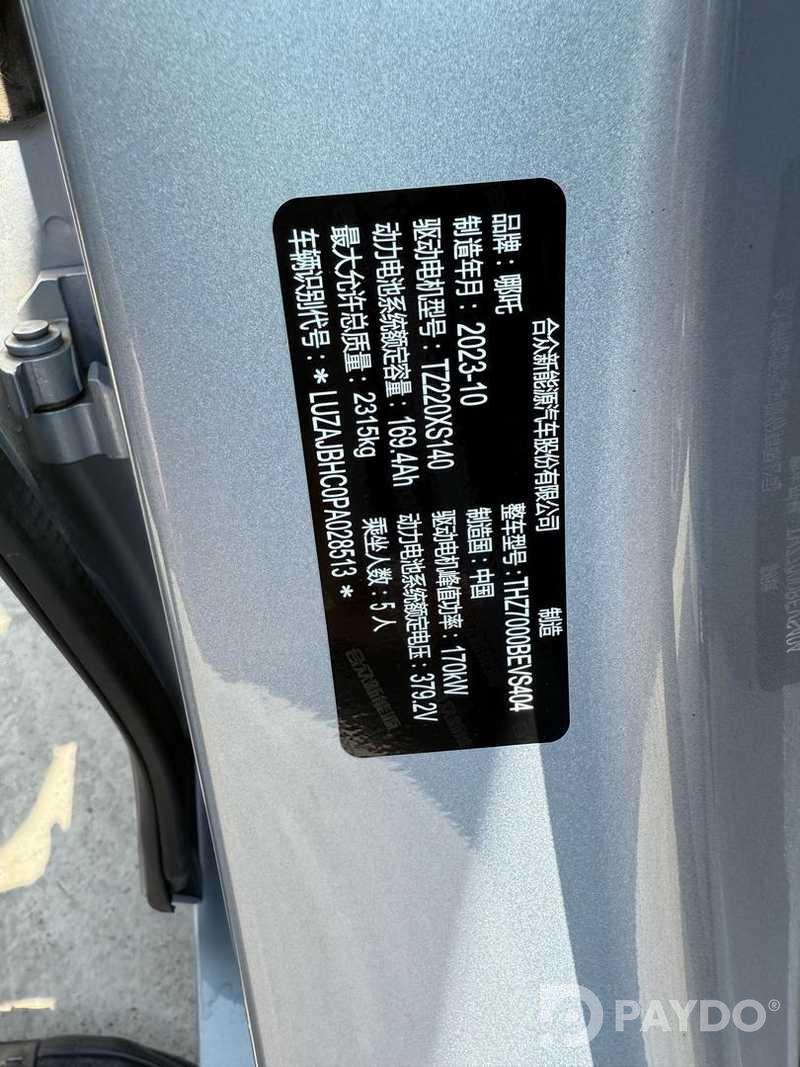 合众新能源汽车股份有限公司 制造
品牌：哪吒 整车型号：THZ7000BEVS404
制造年月：2023-10 制造国：中国
驱动电机型号：TZ220XS140 驱动电机峰值功率：170kW
动力电池系统额定容量：169.4Ah 动力电池系统额定电压：379.2V
最大允许总质量：2315kg 乘坐人数：5人
车辆识别代号：*LUZAJBHC0PA028513*
合众新能源
PAYDO®